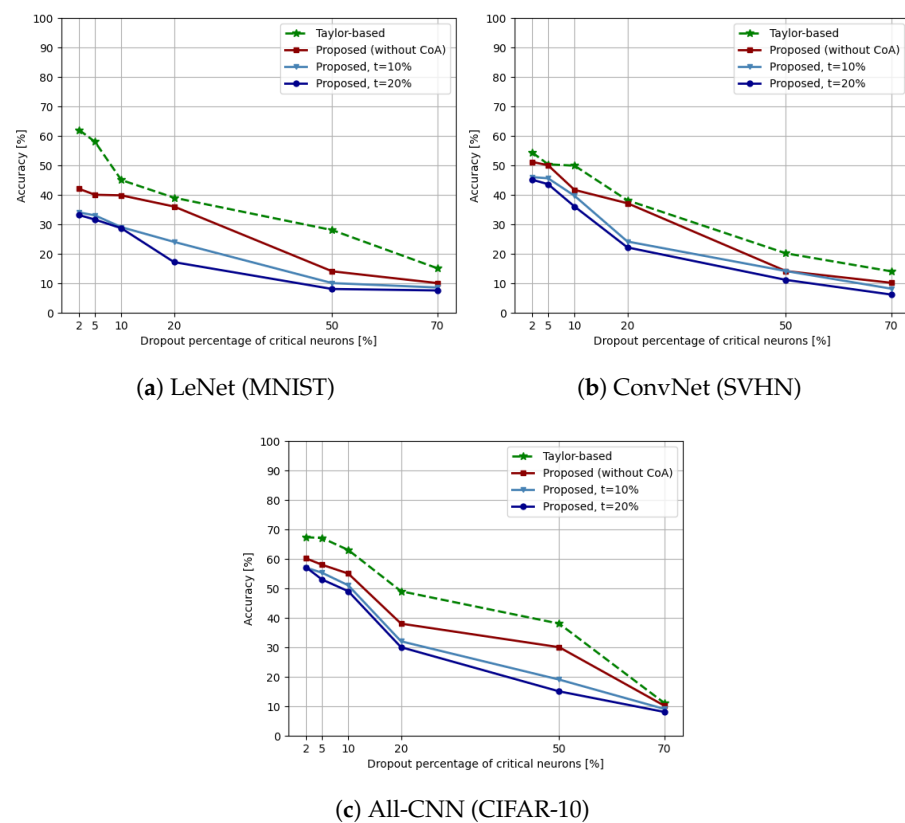 100
90
80
70
60
50
40
30
20
10
0
Accuracy [%]
Taylor-based
Proposed (without CoA)
Proposed, t=10%
Proposed, t=20%
2 5 10 20 50 70
Dropout percentage of critical neurons [%]
(a) LeNet (MNIST)
100
90
80
70
60
50
40
30
20
10
0
Accuracy [%]
Taylor-based
Proposed (without CoA)
Proposed, t=10%
Proposed, t=20%
2 5 10 20 50 70
Dropout percentage of critical neurons [%]
(b) ConvNet (SVHN)
100
90
80
70
60
50
40
30
20
10
0
Accuracy [%]
Taylor-based
Proposed (without CoA)
Proposed, t=10%
Proposed, t=20%
2 5 10 20 50 70
Dropout percentage of critical neurons [%]
(c) All-CNN (CIFAR-10)